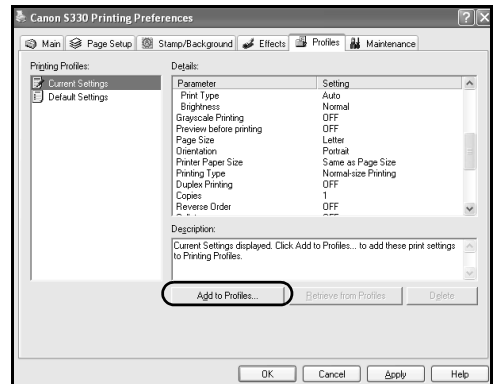 Canon S330 Printing Preferences
Main Page Setup Stamp/Background Effects Profiles Maintenance
Printing Profiles:
Current Settings
Default Settings
Details:
Parameter Setting
Print Type Auto
Brightness Normal
Grayscale Printing OFF
Preview before printing OFF
Page Size Letter
Orientation Portrait
Printer Paper Size Same as Page Size
Printing Type Normal-size Printing
Duplex Printing OFF
Copies 1
Reverse Order OFF
Description:
Current Settings displayed. Click Add to Profiles... to add these print settings
to Printing Profiles.
Add to Profiles... Retrieve from Profiles Delete
OK Cancel Apply Help